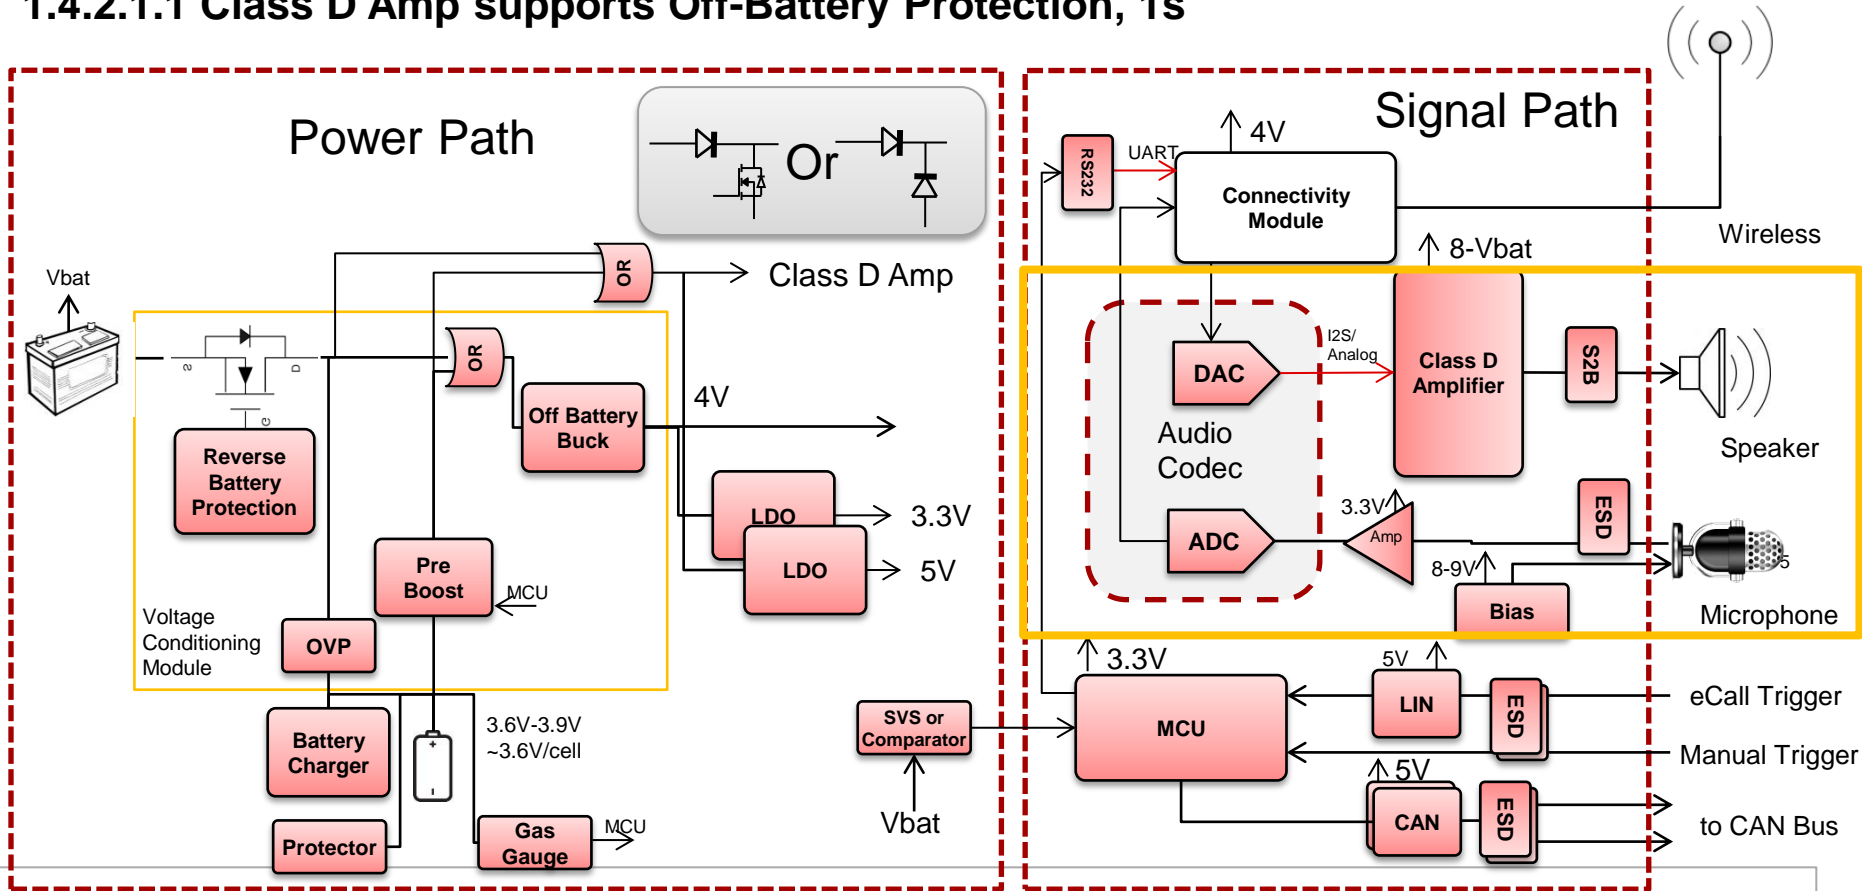 1.4.2.1.1 Class D Amp supports Off-Battery Protection, 1s
Power Path
Or
Vbat
OR
Class D Amp
S
D
G
OR
Off Battery
Buck
4V
Reverse
Battery
Protection
LDO
3.3V
LDO
5V
Pre
Boost
MCU
Voltage
Conditioning
Module
OVP
Battery
Charger
3.6V-3.9V
~3.6V/cell
+
-
Protector
Gas
Gauge
MCU
SVS or
Comparator
Vbat
Signal Path
4V
RS232
UART
Connectivity
Module
Wireless
8-Vbat
I2S/
Analog
DAC
Class D
Amplifier
S2B
Speaker
Audio
Codec
3.3V
ESD
ADC
Amp
8-9V
5
Bias
Microphone
3.3V
5V
MCU
LIN
ESD
eCall Trigger
Manual Trigger
5V
CAN
ESD
to CAN Bus